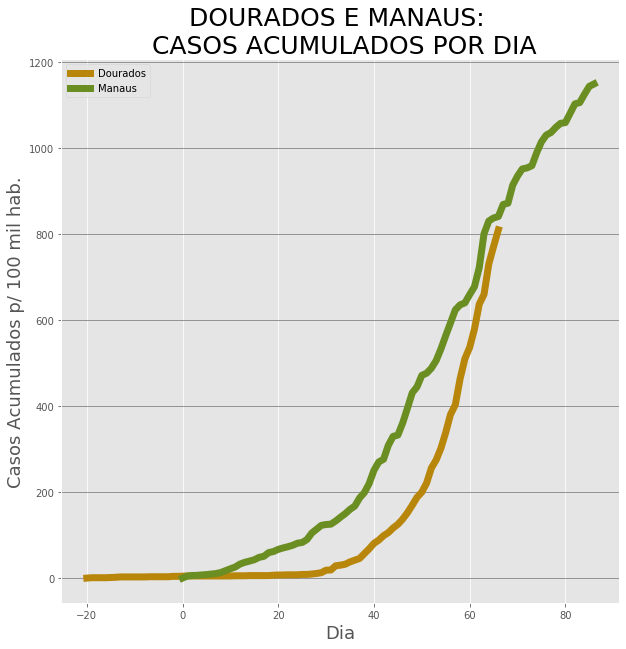 DOURADOS E MANAUS:
CASOS ACUMULADOS POR DIA
Dourados
Manaus
Casos Acumulados p/ 100 mil hab.
1200
1000
800
600
400
200
0
−20
0
20
40
60
80
Dia